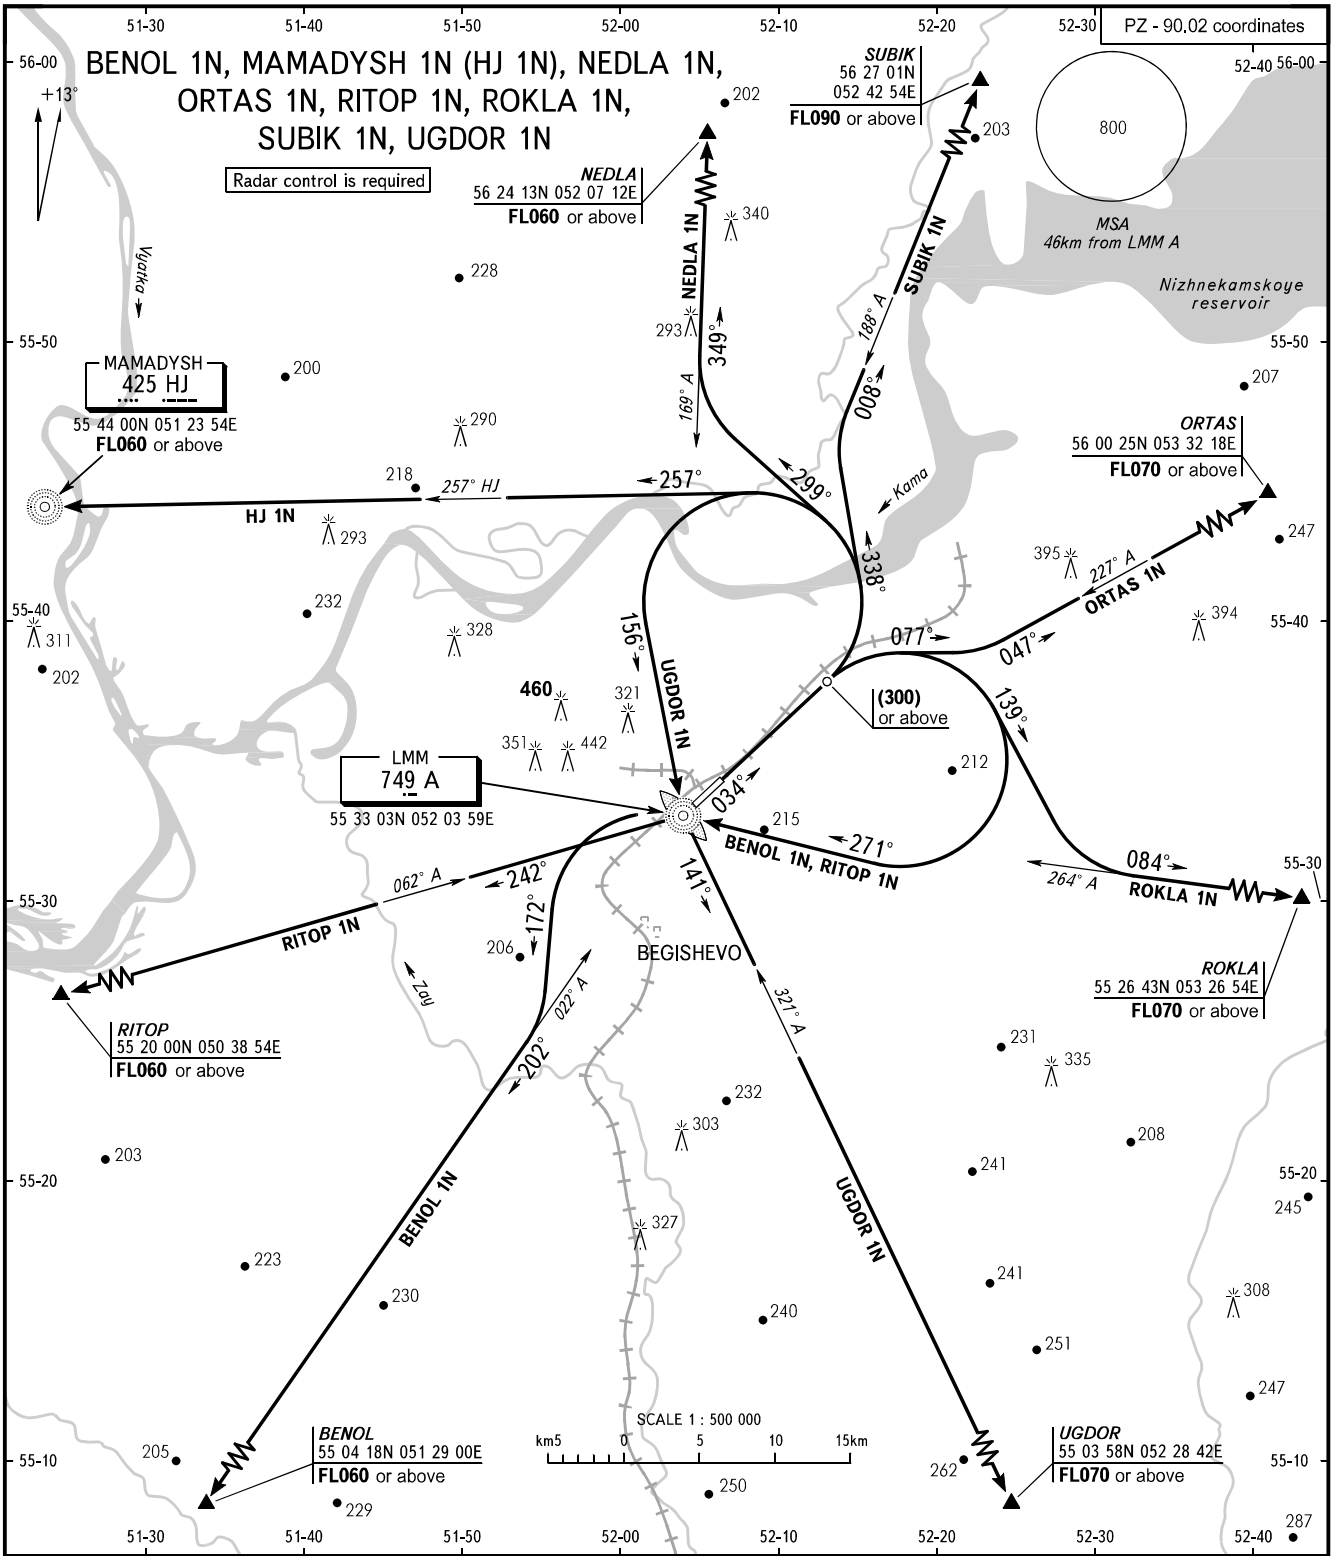 51-30
51-40
51-50
52-00
52-10
52-20
52-30
PZ - 90.02 coordinates
56-00
52-40 56-00
BENOL 1N, MAMADYSH 1N (HJ 1N), NEDLA 1N,
ORTAS 1N, RITOP 1N, ROKLA 1N,
SUBIK 1N, UGDOR 1N
Radar control is required
+13°
SUBIK
56 27 01N
052 42 54E
FL090 or above
202
203
800
MSA
46km from LMM A
NEDLA
56 24 13N 052 07 12E
FL060 or above
340
NEDLA 1N
SUBIK 1N
Vyatka
228
Nizhnekamskoye
reservoir
293
349°
188° A
55-50
55-50
MAMADYSH
425 HJ
55 44 00N 051 23 54E
FL060 or above
200
169° A
008°
207
290
ORTAS
56 00 25N 053 32 18E
FL070 or above
218
257° HJ
257°
299°
Kama
HJ 1N
293
338°
395
227° A
ORTAS 1N
247
55-40
311
202
232
328
156°
077°
047°
394
55-40
UGDOR 1N
460
321
351
442
(300)
or above
139°
LMM
749 A
55 33 03N 052 03 59E
034°
212
215
271°
BENOL 1N, RITOP 1N
084°
264° A
ROKLA 1N
55-30
55-30
062° A
242°
141°
RITOP 1N
172°
206
BEGISHEVO
Zay
022° A
321° A
ROKLA
55 26 43N 053 26 54E
FL070 or above
RITOP
55 20 00N 050 38 54E
FL060 or above
202°
231
335
232
303
208
203
241
55-20
55-20
245
BENOL 1N
UGDOR 1N
327
223
241
230
308
240
251
247
SCALE 1 : 500 000
km5
0
5
10
15km
BENOL
55 04 18N 051 29 00E
FL060 or above
UGDOR
55 03 58N 052 28 42E
FL070 or above
55-10
205
262
55-10
229
250
287
51-30
51-40
51-50
52-00
52-10
52-20
52-30
52-40